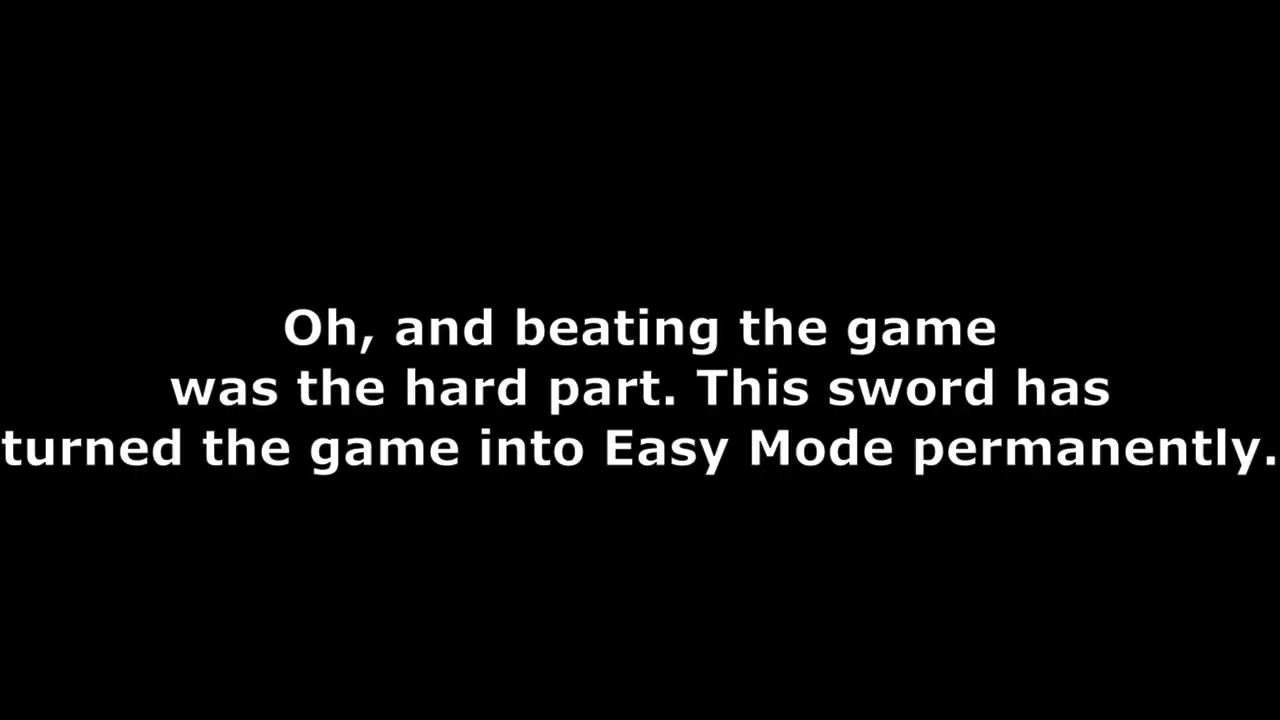 Oh, and beating the game
was the hard part. This sword has
turned the game into Easy Mode permanently.